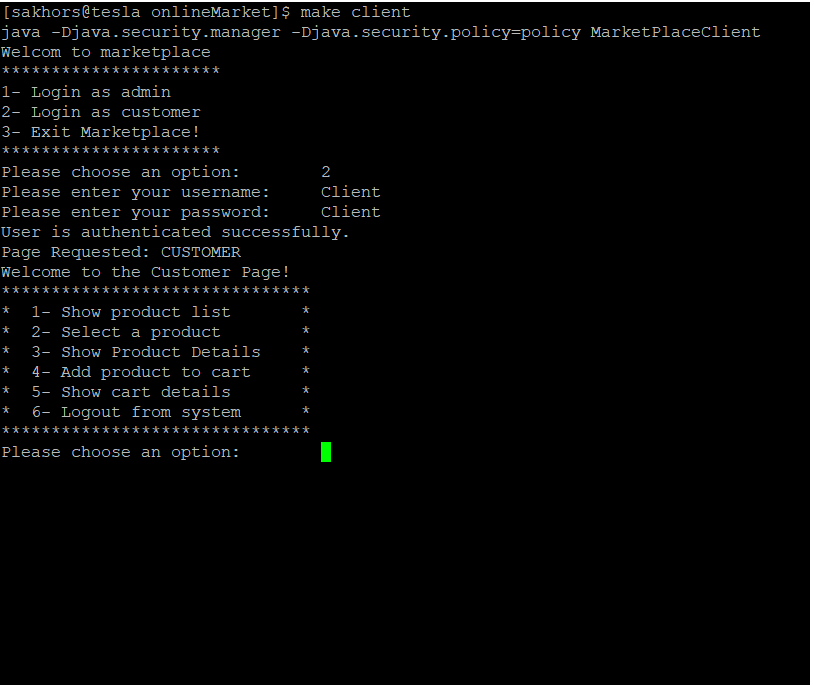 [sakhors@tesla onlineMarket]$ make client
java -Djava.security.manager -Djava.security.policy=policy MarketPlaceClient
Welcom to marketplace
**********************
1- Login as admin
2- Login as customer
3- Exit Marketplace!
**********************
Please choose an option:        2
Please enter your username:     Client
Please enter your password:     Client
User is authenticated successfully.
Page Requested: CUSTOMER
Welcome to the Customer Page!
*******************************
*  1- Show product list       *
*  2- Select a product        *
*  3- Show Product Details    *
*  4- Add product to cart     *
*  5- Show cart details       *
*  6- Logout from system      *
*******************************
Please choose an option: